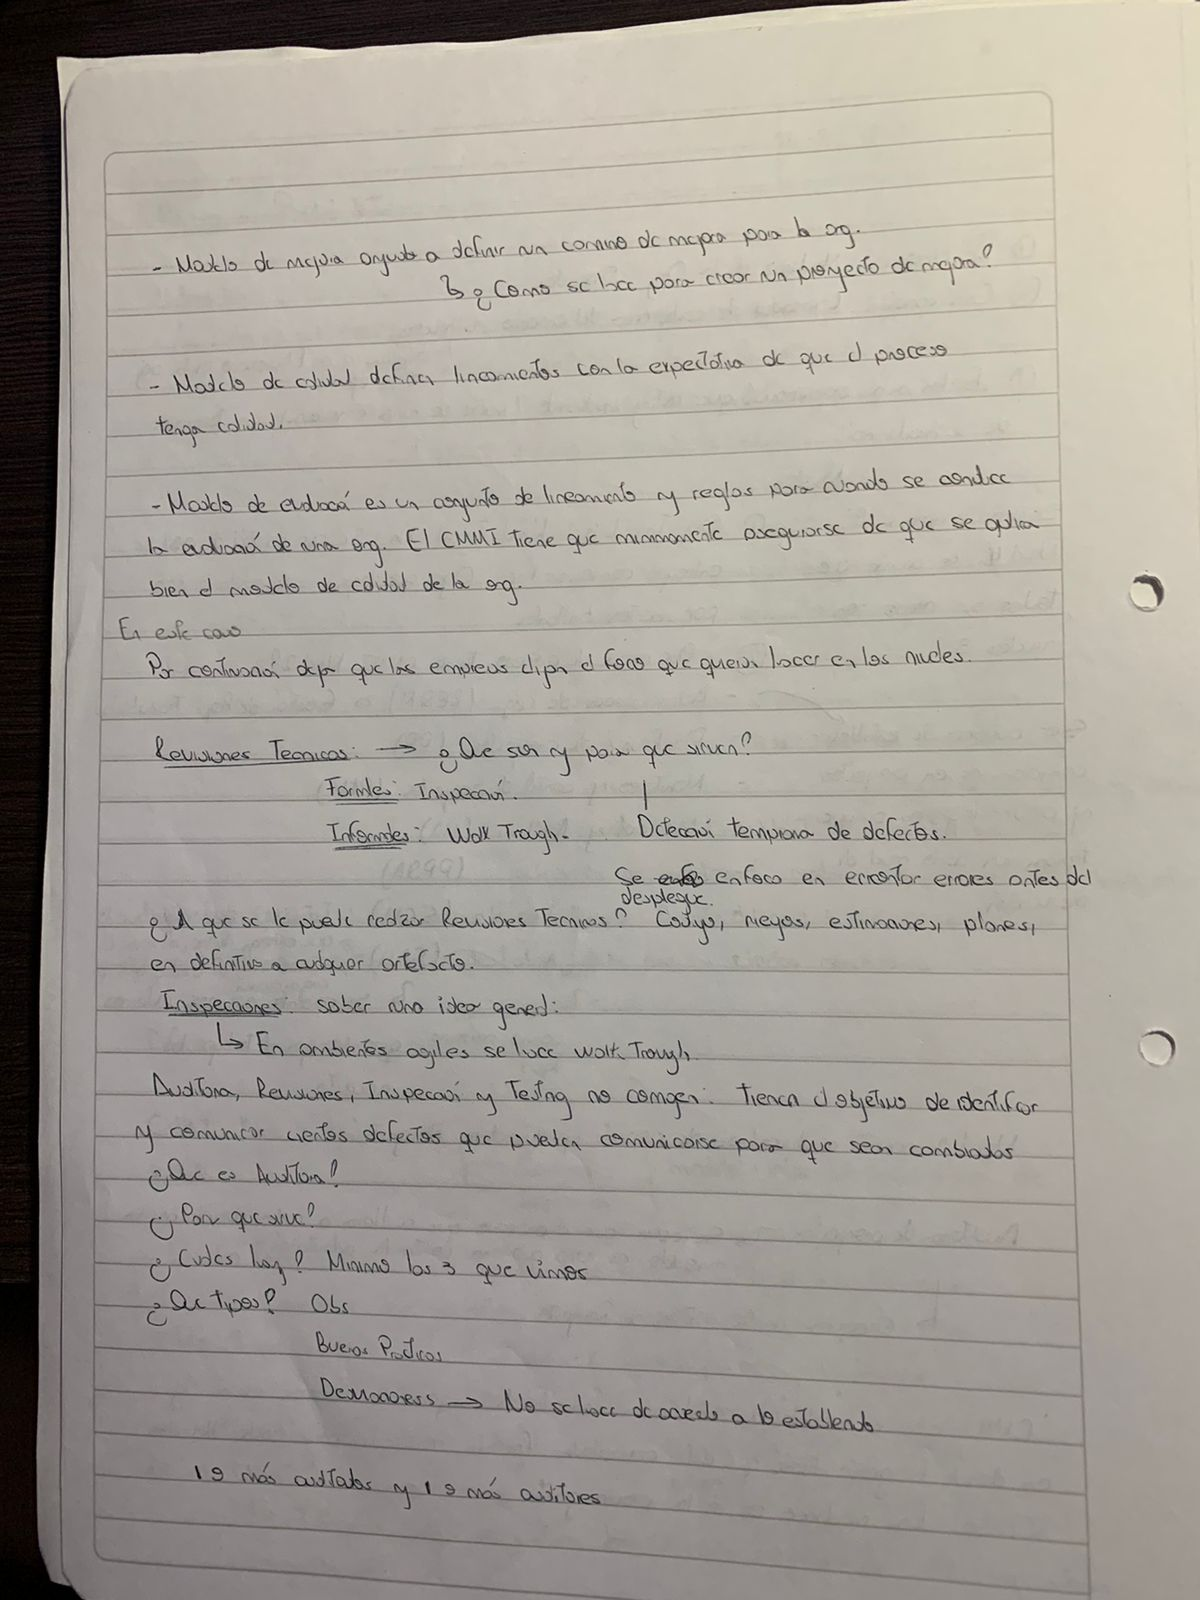 - Modelo de mejora ayuda a definir un camino de mejora para la org.
↳ ¿Como se hace para crear un proyecto de mejora?
- Modelo de calidad definen lineamientos con la expectativa de que el proceso
tenga calidad.
- Modelo de evaluación es un conjunto de lineamiento y reglas para cuando se conduce
la evaluación de una org. El CMMI tiene que minimamente asegurarse de que se aplica
bien el modelo de calidad de la org.
En este caso
Por continuación deja que las empresas elijan el foco que quieran hacer en los niveles.
Revisiones Tecnicas: → ¿Que son y para que sirven?
Formales: Inspección.
Informales: Walk Trough. Detección temprana de defectos.
Se enfoca en encontrar errores antes del
despliegue.
¿A que se le puede realizar Revisiones Tecnicas? Codigo, riesgos, estimaciones, planes,
en definitiva a cualquier artefacto.
Inspecciones: saber una idea general:
↳ En ambientes agiles se hace Walk Trough
Auditoria, Revisiones, Inspección y Testing no corrigen: Tienen el objetivo de identificar
y comunicar ciertos defectos que pueden comunicarse para que sean cambiados
¿Que es Auditoria?
¿Para que sirve?
¿Cuales hay? Minimo las 3 que vimos
¿Que tipos? Obs
Buenas Practicas
Desviaciones → No se hace de acuerdo a lo establecido
1 o más auditados y 1 o más auditores